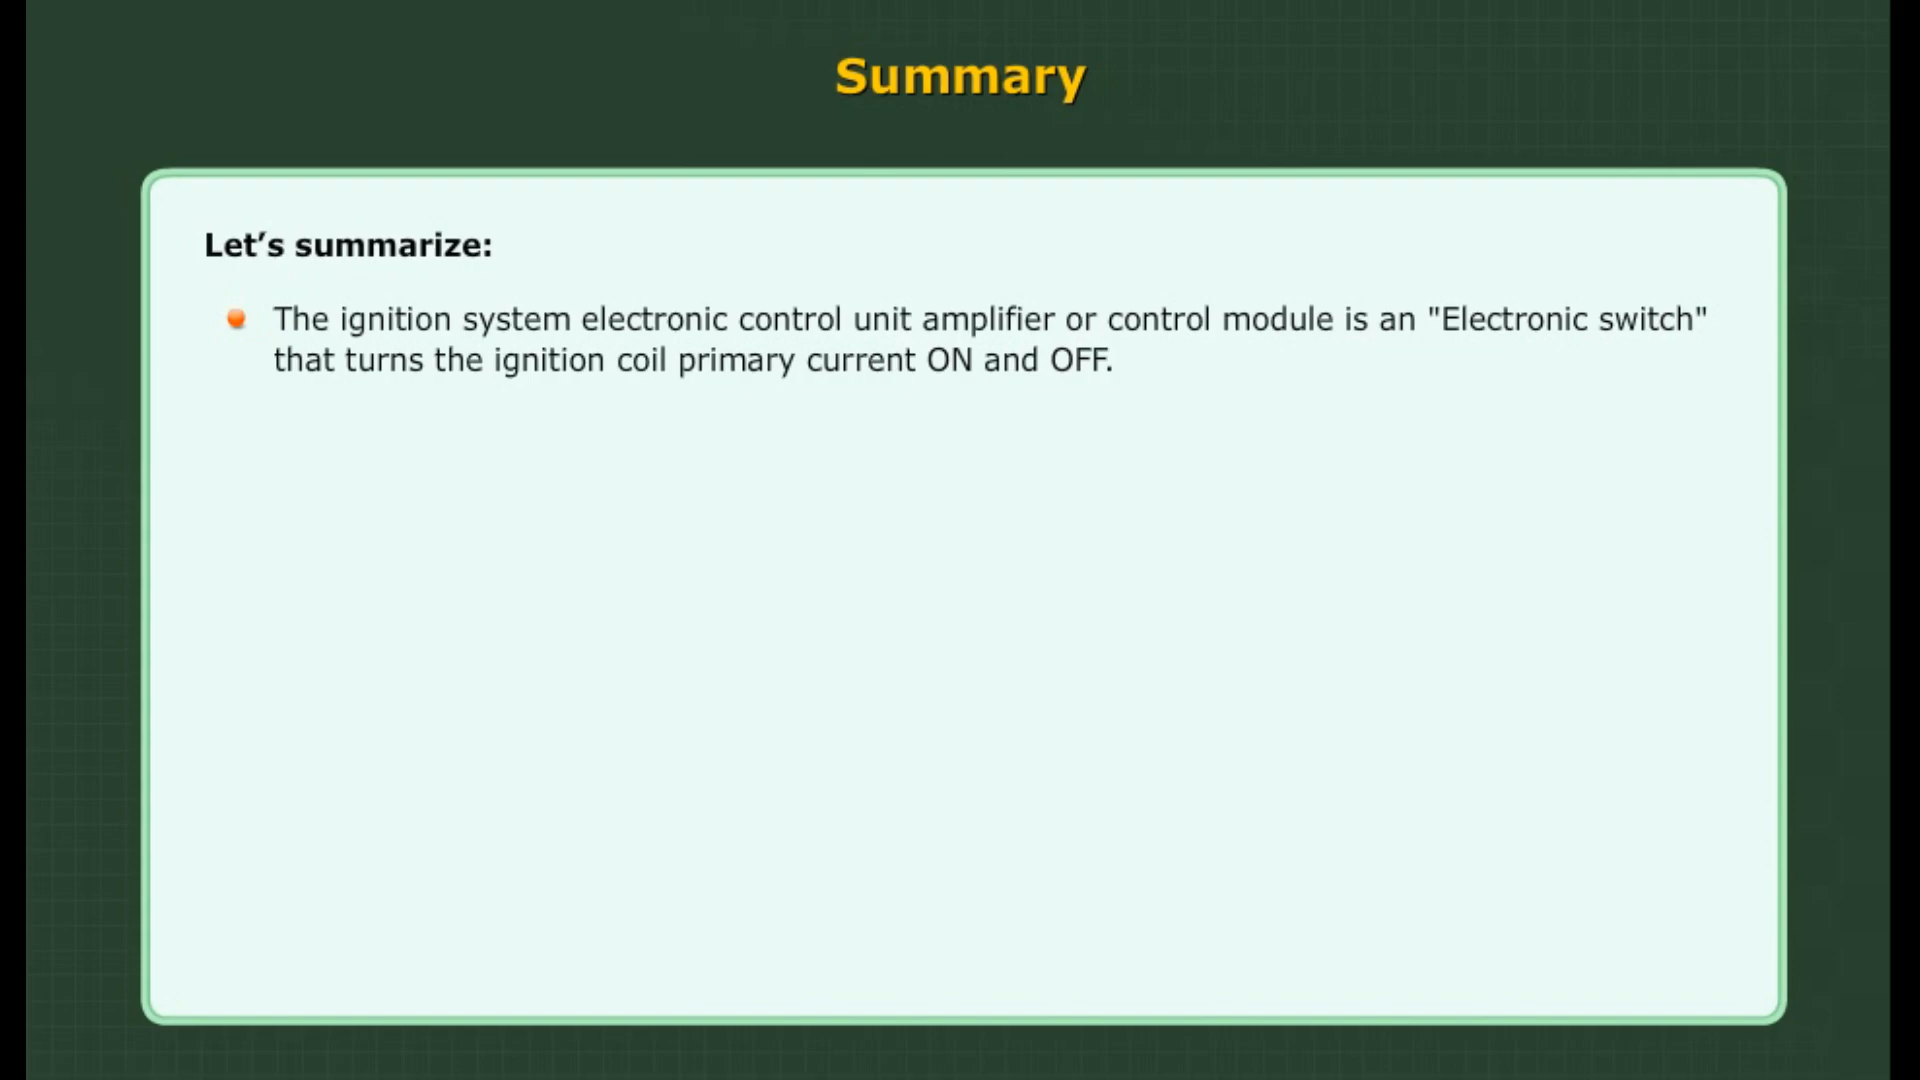 Summary
Let’s summarize:
The ignition system electronic control unit amplifier or control module is an "Electronic switch"
that turns the ignition coil primary current ON and OFF.